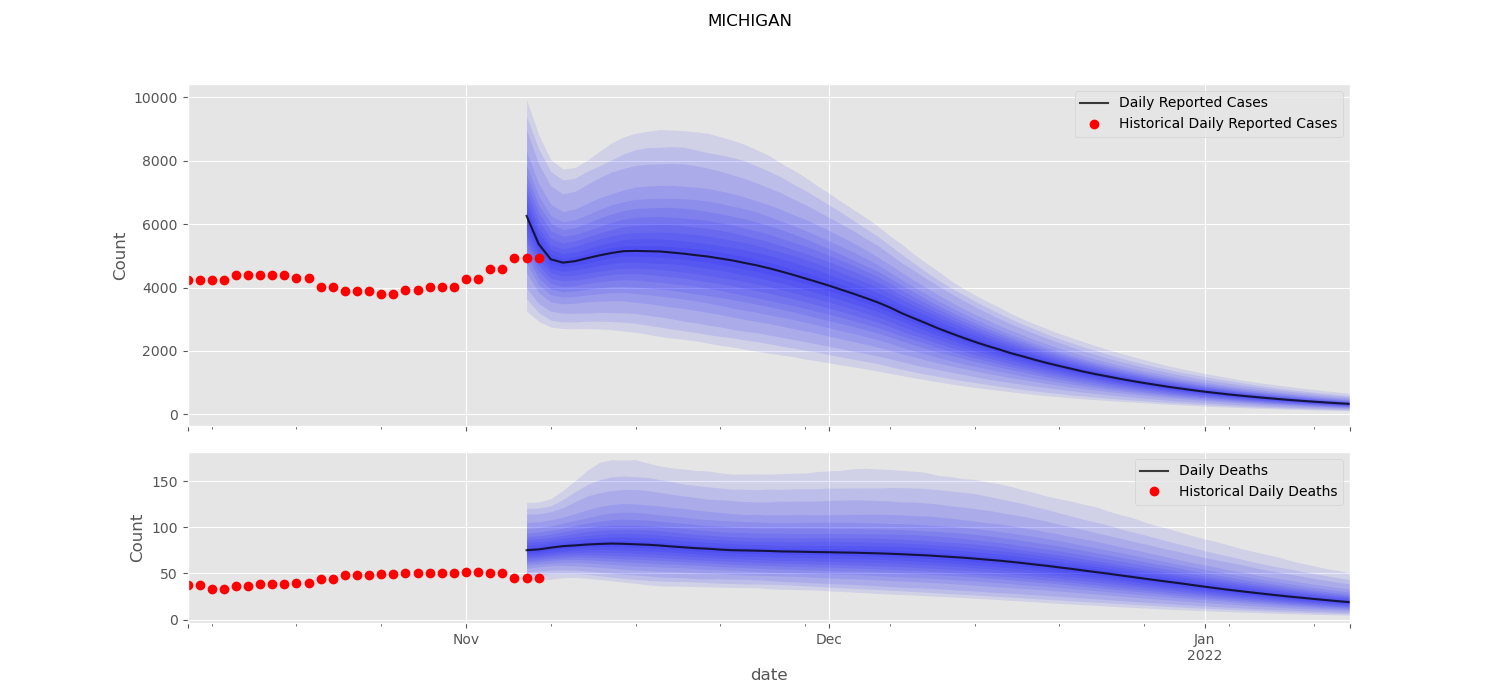 MICHIGAN
10000
8000
6000
4000
2000
0
Count
Daily Reported Cases
Historical Daily Reported Cases
150
100
50
0
Count
Daily Deaths
Historical Daily Deaths
Nov
Dec
Jan
2022
date